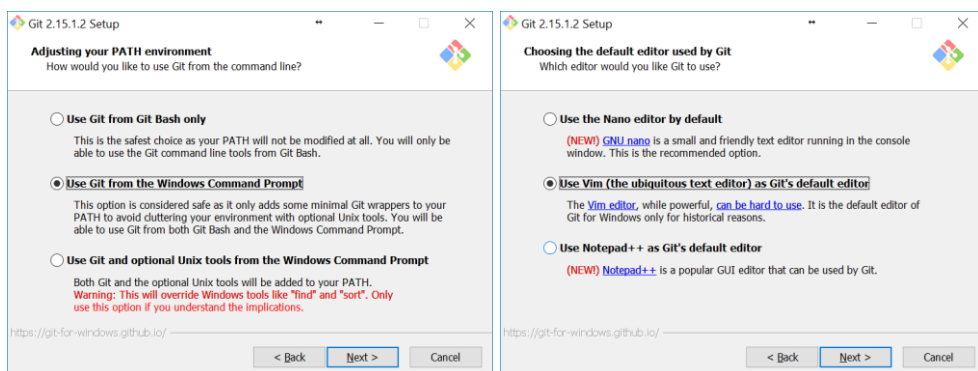 Git 2.15.1.2 Setup
Adjusting your PATH environment
How would you like to use Git from the command line?
Use Git from Git Bash only
This is the safest choice as your PATH will not be modified at all. You will only
be able to use the Git command line tools from Git Bash.
Use Git from the Windows Command Prompt
This option is considered safe as it only adds some minimal Git wrappers to your
PATH to avoid cluttering your environment with optional Unix tools. You will be
able to use Git from both Git Bash and the Windows Command Prompt.
Use Git and optional Unix tools from the Windows Command Prompt
Both Git and the optional Unix tools will be added to your PATH.
Warning: This will override Windows tools like "find" and "sort". Only
use this option if you understand the implications.
https://git-for-windows.github.io/
< Back
Next >
Cancel
Git 2.15.1.2 Setup
Choosing the default editor used by Git
Which editor would you like Git to use?
Use the Nano editor by default
(NEW!) GNU nano is a small and friendly text editor running in the console
window. This is the recommended option.
Use Vim (the ubiquitous text editor) as Git's default editor
The Vim editor, while powerful, can be hard to use. It is the default editor of
Git for Windows only for historical reasons.
Use Notepad++ as Git's default editor
(NEW!) Notepad++ is a popular GUI editor that can be used by Git.
https://git-for-windows.github.io/
< Back
Next >
Cancel